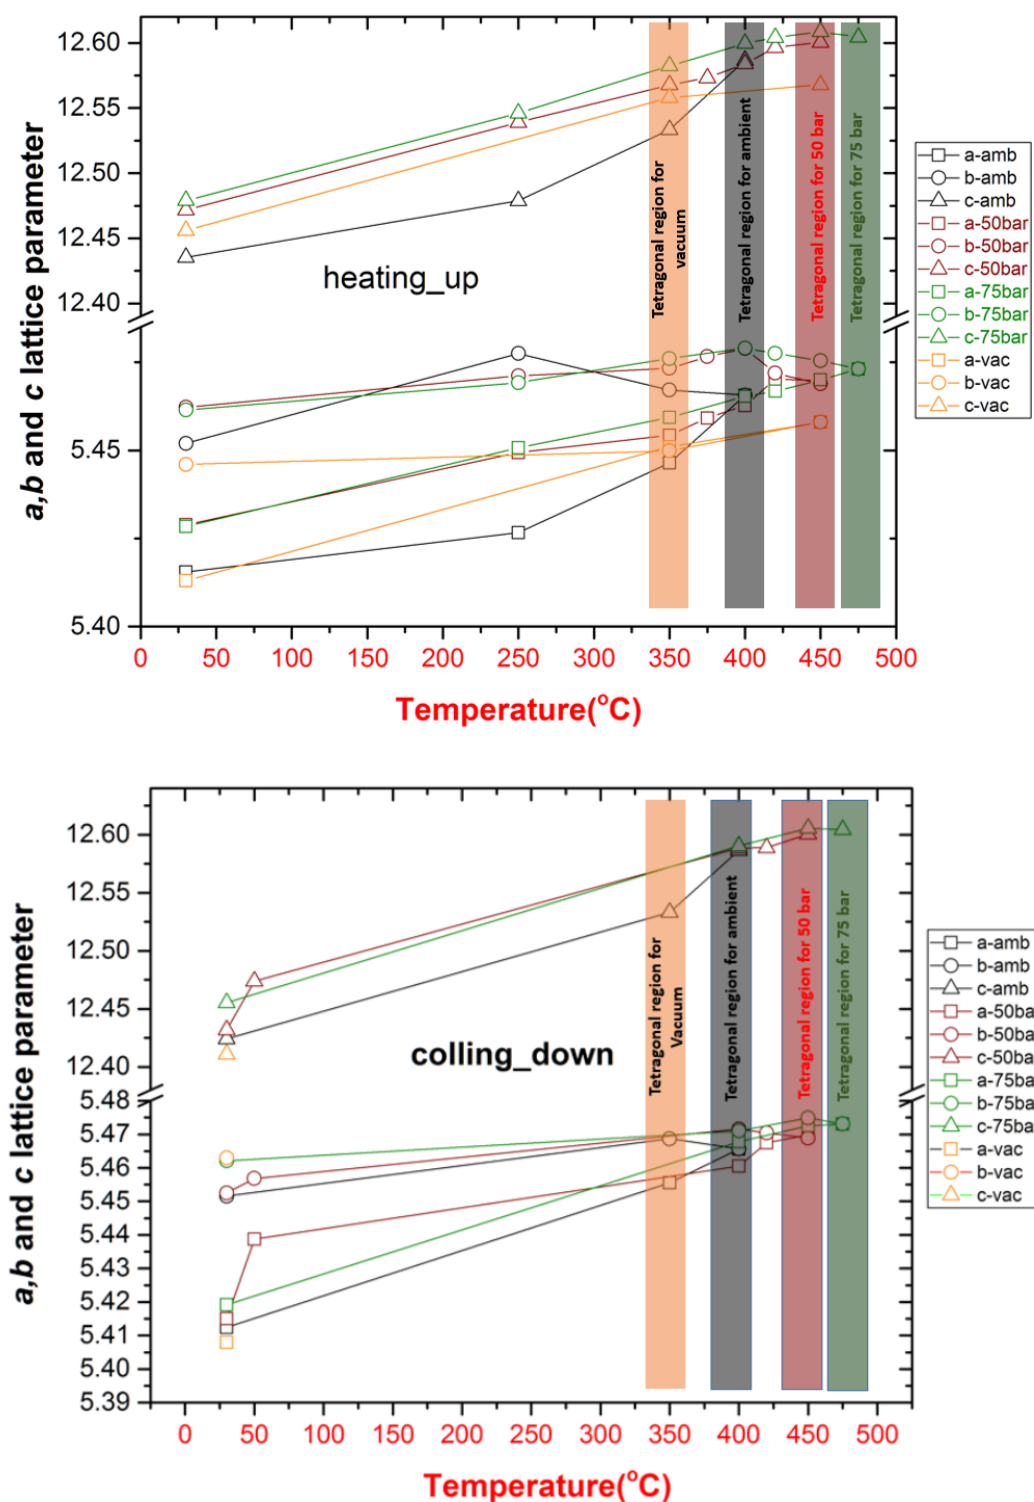 12.60
12.55
12.50
12.45
12.40
5.45
5.40
a,b and c lattice parameter
heating_up
Tetragonal region for
vacuum
Tetragonal region for ambient
Tetragonal region for 50 bar
Tetragonal region for 75 bar
0 50 100 150 200 250 300 350 400 450 500
Temperature(°C)
a-amb
b-amb
c-amb
a-50bar
b-50bar
c-50bar
a-75bar
b-75bar
c-75bar
a-vac
b-vac
c-vac
12.60
12.55
12.50
12.45
12.40
5.48
5.47
5.46
5.45
5.44
5.43
5.42
5.41
5.40
5.39
a,b and c lattice parameter
colling_down
Tetragonal region for
Vacuum
Tetragonal region for ambient
Tetragonal region for 50 bar
Tetragonal region for 75 bar
0 50 100 150 200 250 300 350 400 450 500
Temperature(°C)
a-amb
b-amb
c-amb
a-50ba
b-50ba
c-50ba
a-75ba
b-75ba
c-75ba
a-vac
b-vac
c-vac